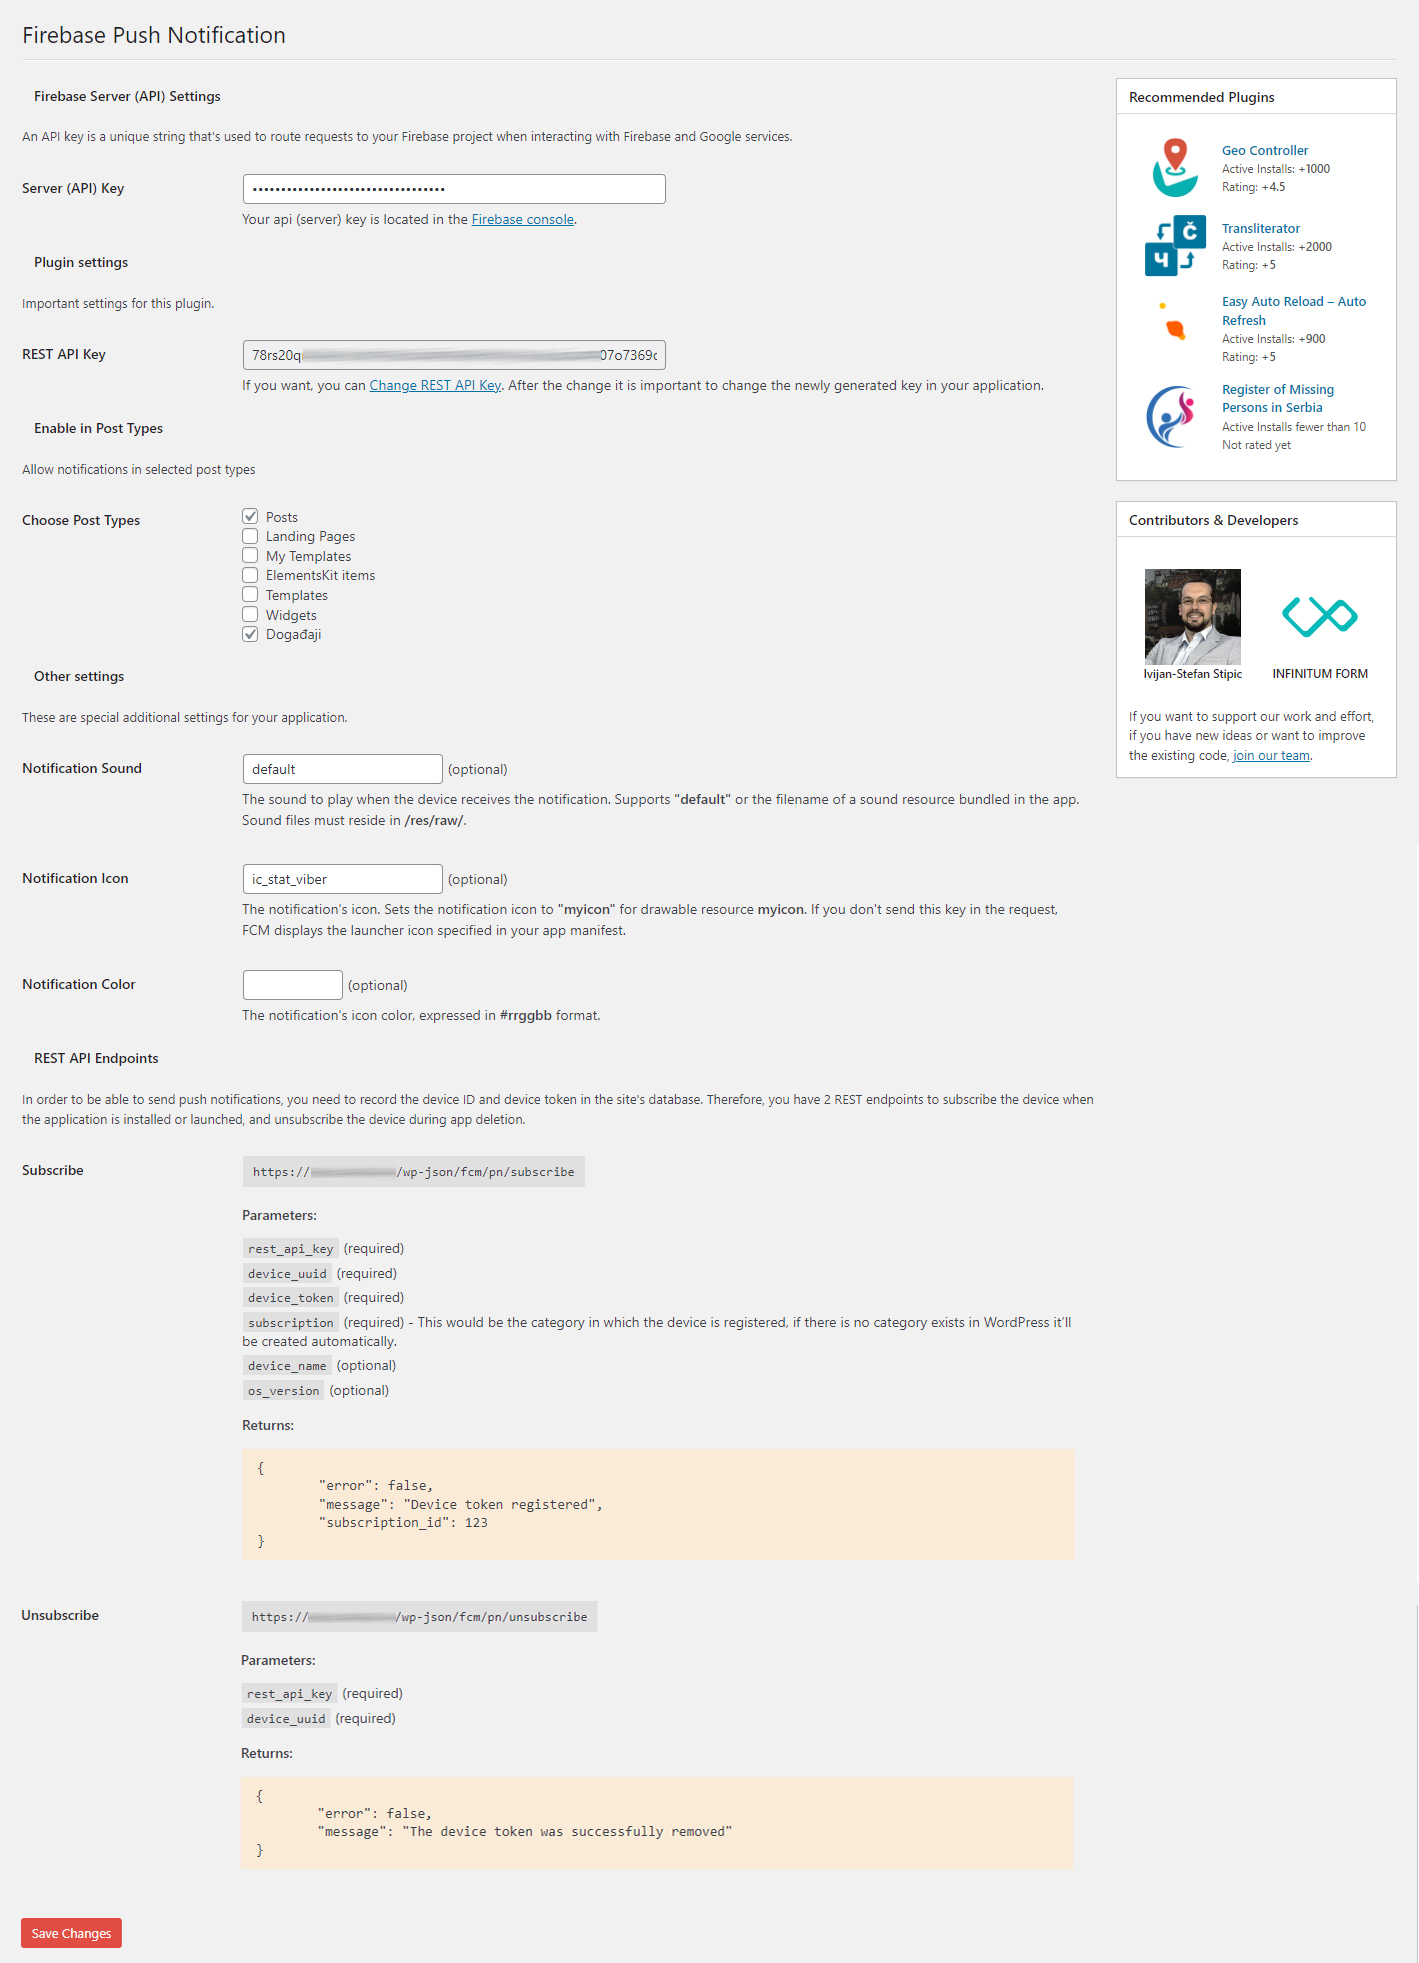 Firebase Push Notification
Firebase Server (API) Settings
An API key is a unique string that's used to route requests to your Firebase project when interacting with Firebase and Google services.
Server (API) Key
Your api (server) key is located in the Firebase console.
Plugin settings
Important settings for this plugin.
REST API Key
If you want, you can Change REST API Key. After the change it is important to change the newly generated key in your application.
Enable in Post Types
Allow notifications in selected post types
Choose Post Types
Posts
Landing Pages
My Templates
ElementsKit items
Templates
Widgets
Događaji
Other settings
These are special additional settings for your application.
Notification Sound
default (optional)
The sound to play when the device receives the notification. Supports "default" or the filename of a sound resource bundled in the app.
Sound files must reside in /res/raw/.
Notification Icon
ic_stat_viber (optional)
The notification's icon. Sets the notification icon to "myicon" for drawable resource myicon. If you don't send this key in the request,
FCM displays the launcher icon specified in your app manifest.
Notification Color
(optional)
The notification's icon color, expressed in #rrggbb format.
REST API Endpoints
In order to be able to send push notifications, you need to record the device ID and device token in the site's database. Therefore, you have 2 REST endpoints to subscribe the device when
the application is installed or launched, and unsubscribe the device during app deletion.
Subscribe
https:// /wp-json/fcm/pn/subscribe
Parameters:
rest_api_key (required)
device_uuid (required)
device_token (required)
subscription (required) - This would be the category in which the device is registered, if there is no category exists in WordPress it'll
be created automatically.
device_name (optional)
os_version (optional)
Returns:
{
"error": false,
"message": "Device token registered",
"subscription_id": 123
}
Unsubscribe
https:// /wp-json/fcm/pn/unsubscribe
Parameters:
rest_api_key (required)
device_uuid (required)
Returns:
{
"error": false,
"message": "The device token was successfully removed"
}
Save Changes
Recommended Plugins
Geo Controller
Active Installs: +1000
Rating: +4.5
Č
Ч
Transliterator
Active Installs: +2000
Rating: +5
Easy Auto Reload – Auto
Refresh
Active Installs: +900
Rating: +5
Register of Missing
Persons in Serbia
Active Installs fewer than 10
Not rated yet
Contributors & Developers
Ivijan-Stefan Stipic
INFINITUM FORM
If you want to support our work and effort,
if you have new ideas or want to improve
the existing code, join our team.